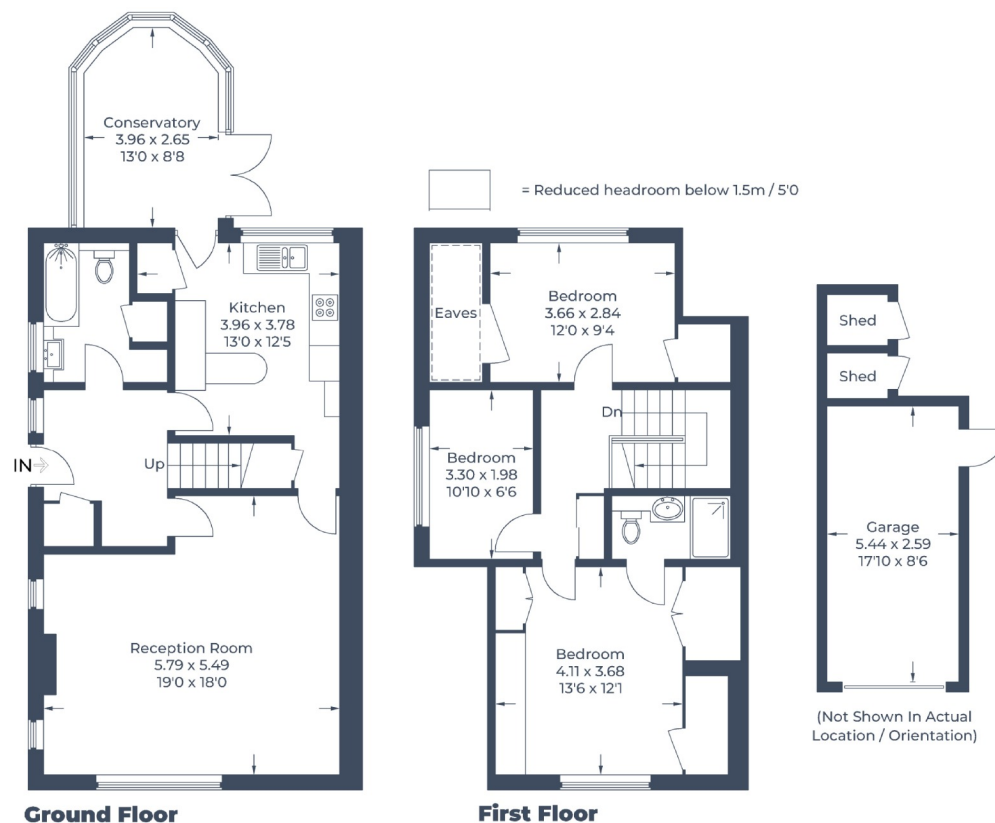 Conservatory
3.96 x 2.65
13'0 x 8'8
= Reduced headroom below 1.5m / 5'0
Kitchen
3.96 x 3.78
13'0 x 12'5
IN
Up
Reception Room
5.79 x 5.49
19'0 x 18'0
Ground Floor
Eaves
Bedroom
3.66 x 2.84
12'0 x 9'4
Dn
Bedroom
3.30 x 1.98
10'10 x 6'6
Bedroom
4.11 x 3.68
13'6 x 12'1
First Floor
Shed
Shed
Garage
5.44 x 2.59
17'10 x 8'6
(Not Shown In Actual
Location / Orientation)